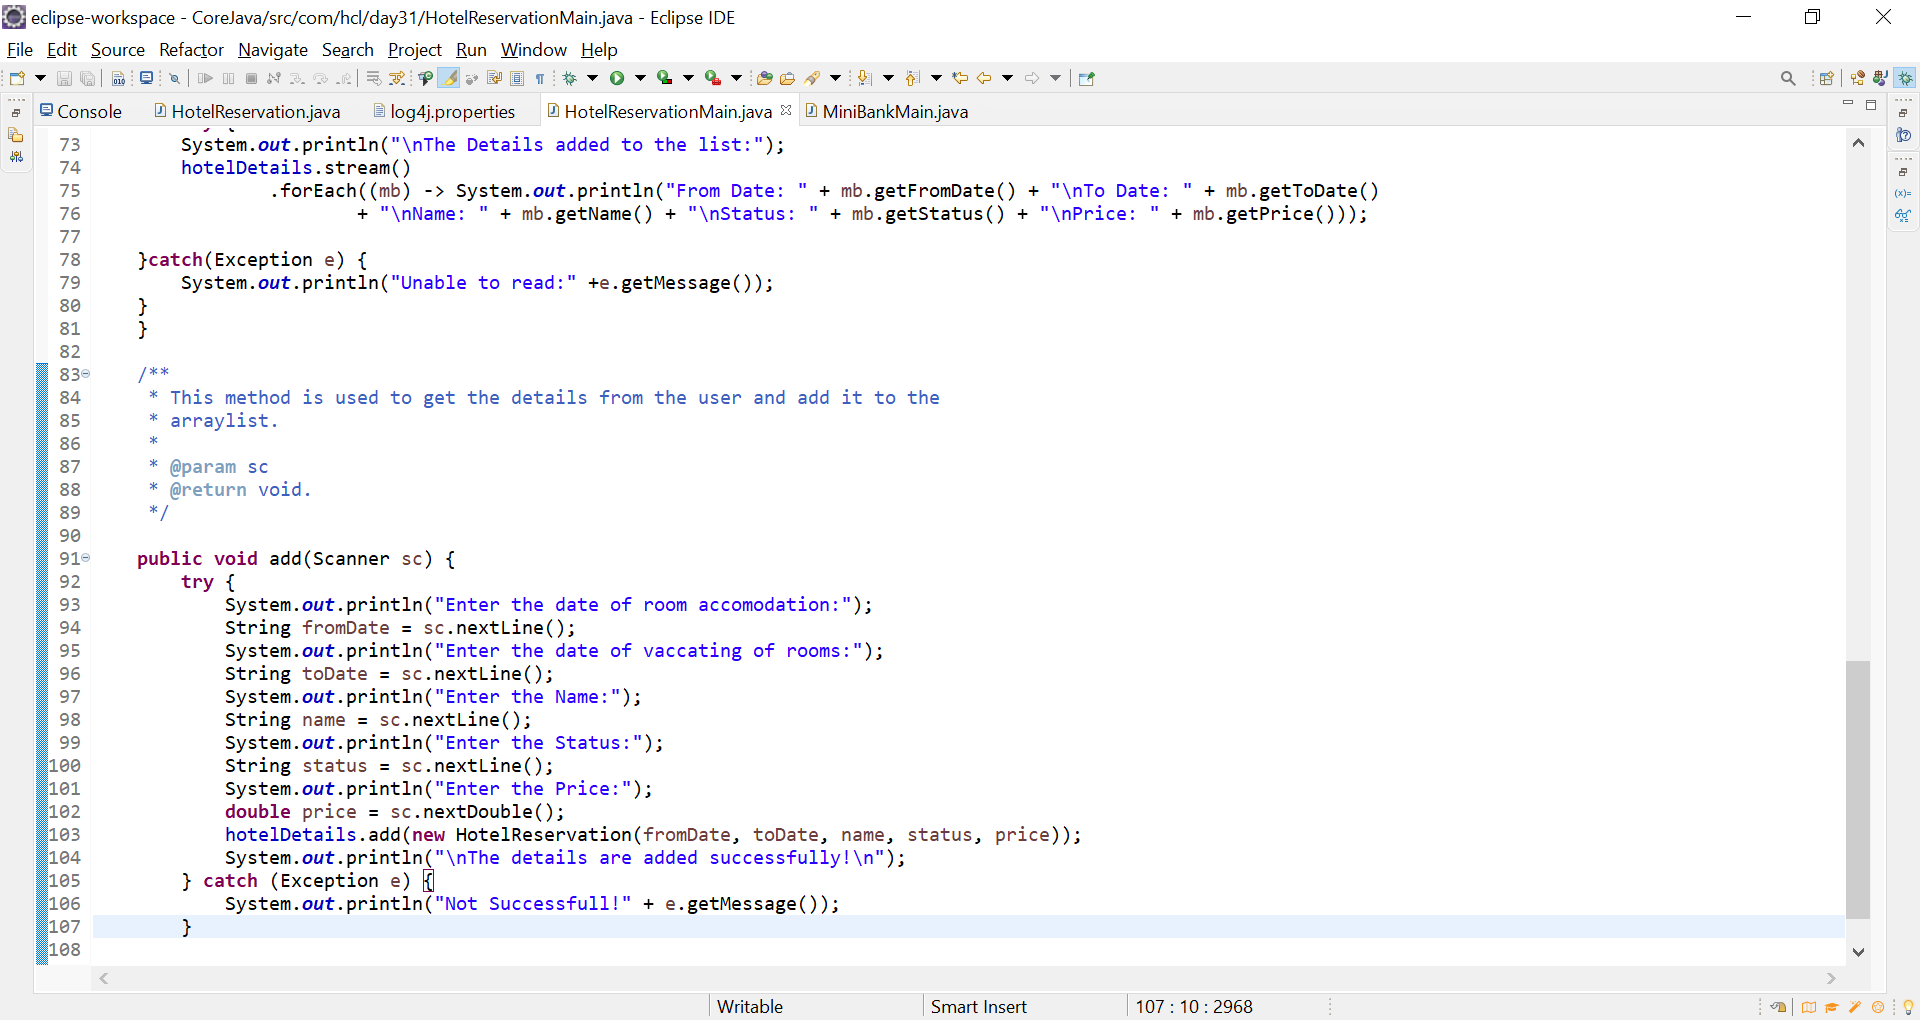 eclipse-workspace - CoreJava/src/com/hcl/day31/HotelReservationMain.java - Eclipse IDE
File Edit Source Refactor Navigate Search Project Run Window Help
Console HotelReservation.java log4j.properties HotelReservationMain.java MiniBankMain.java
73 System.out.println("\nThe Details added to the list:");
74 hotelDetails.stream()
75 .forEach((mb) -> System.out.println("From Date: " + mb.getFromDate() + "\nTo Date: " + mb.getToDate()
76 + "\nName: " + mb.getName() + "\nStatus: " + mb.getStatus() + "\nPrice: " + mb.getPrice()));
77
78 }catch(Exception e) {
79 System.out.println("Unable to read:" +e.getMessage());
80 }
81 }
82
83 /**
84 * This method is used to get the details from the user and add it to the
85 * arraylist.
86 *
87 * @param sc
88 * @return void.
89 */
90
91 public void add(Scanner sc) {
92 try {
93 System.out.println("Enter the date of room accomodation:");
94 String fromDate = sc.nextLine();
95 System.out.println("Enter the date of vaccating of rooms:");
96 String toDate = sc.nextLine();
97 System.out.println("Enter the Name:");
98 String name = sc.nextLine();
99 System.out.println("Enter the Status:");
100 String status = sc.nextLine();
101 System.out.println("Enter the Price:");
102 double price = sc.nextDouble();
103 hotelDetails.add(new HotelReservation(fromDate, toDate, name, status, price));
104 System.out.println("\nThe details are added successfully!\n");
105 } catch (Exception e) {
106 System.out.println("Not Successfull!" + e.getMessage());
107 }
108
Writable Smart Insert 107 : 10 : 2968